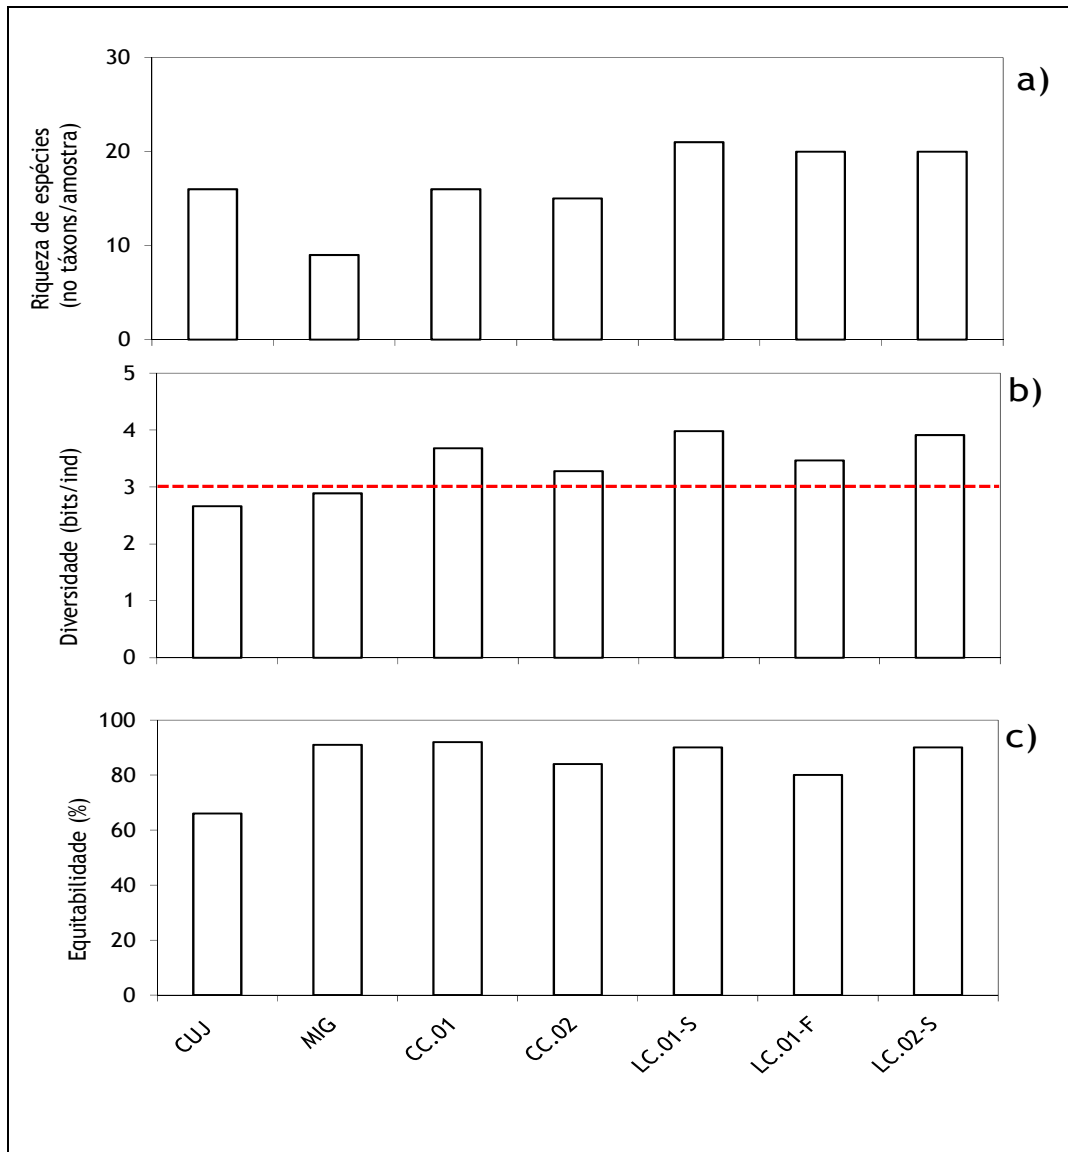 a)
Riqueza de espécies
(no táxons/amostra)
30
20
10
0
b)
Diversidade (bits/ind)
5
4
3
2
1
0
c)
Equitabilidade (%)
100
80
60
40
20
0
CUJ
MIG
CC.01
CC.02
LC.01-S
LC.01-F
LC.02-S